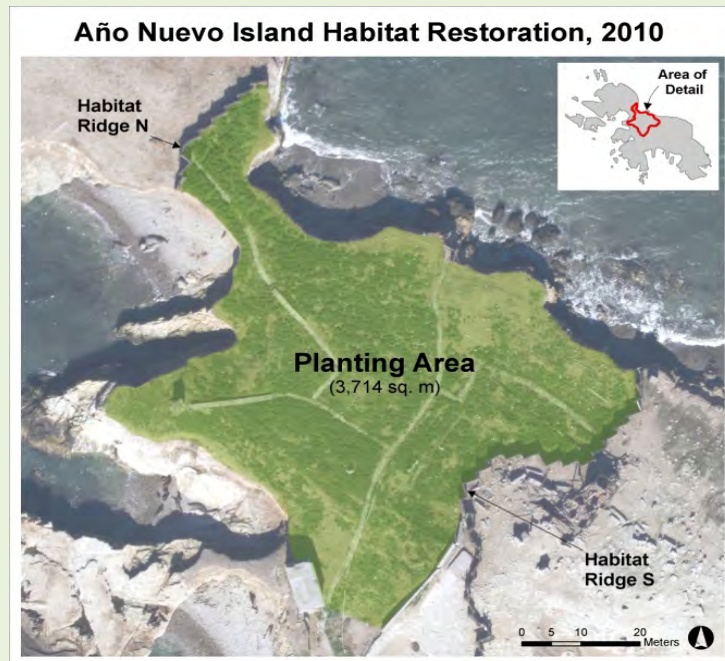 Año Nuevo Island Habitat Restoration, 2010
Area of
Detail
Habitat
Ridge N
Planting Area
(3,714 sq. m)
Habitat
Ridge S
0 5 10 20
Meters